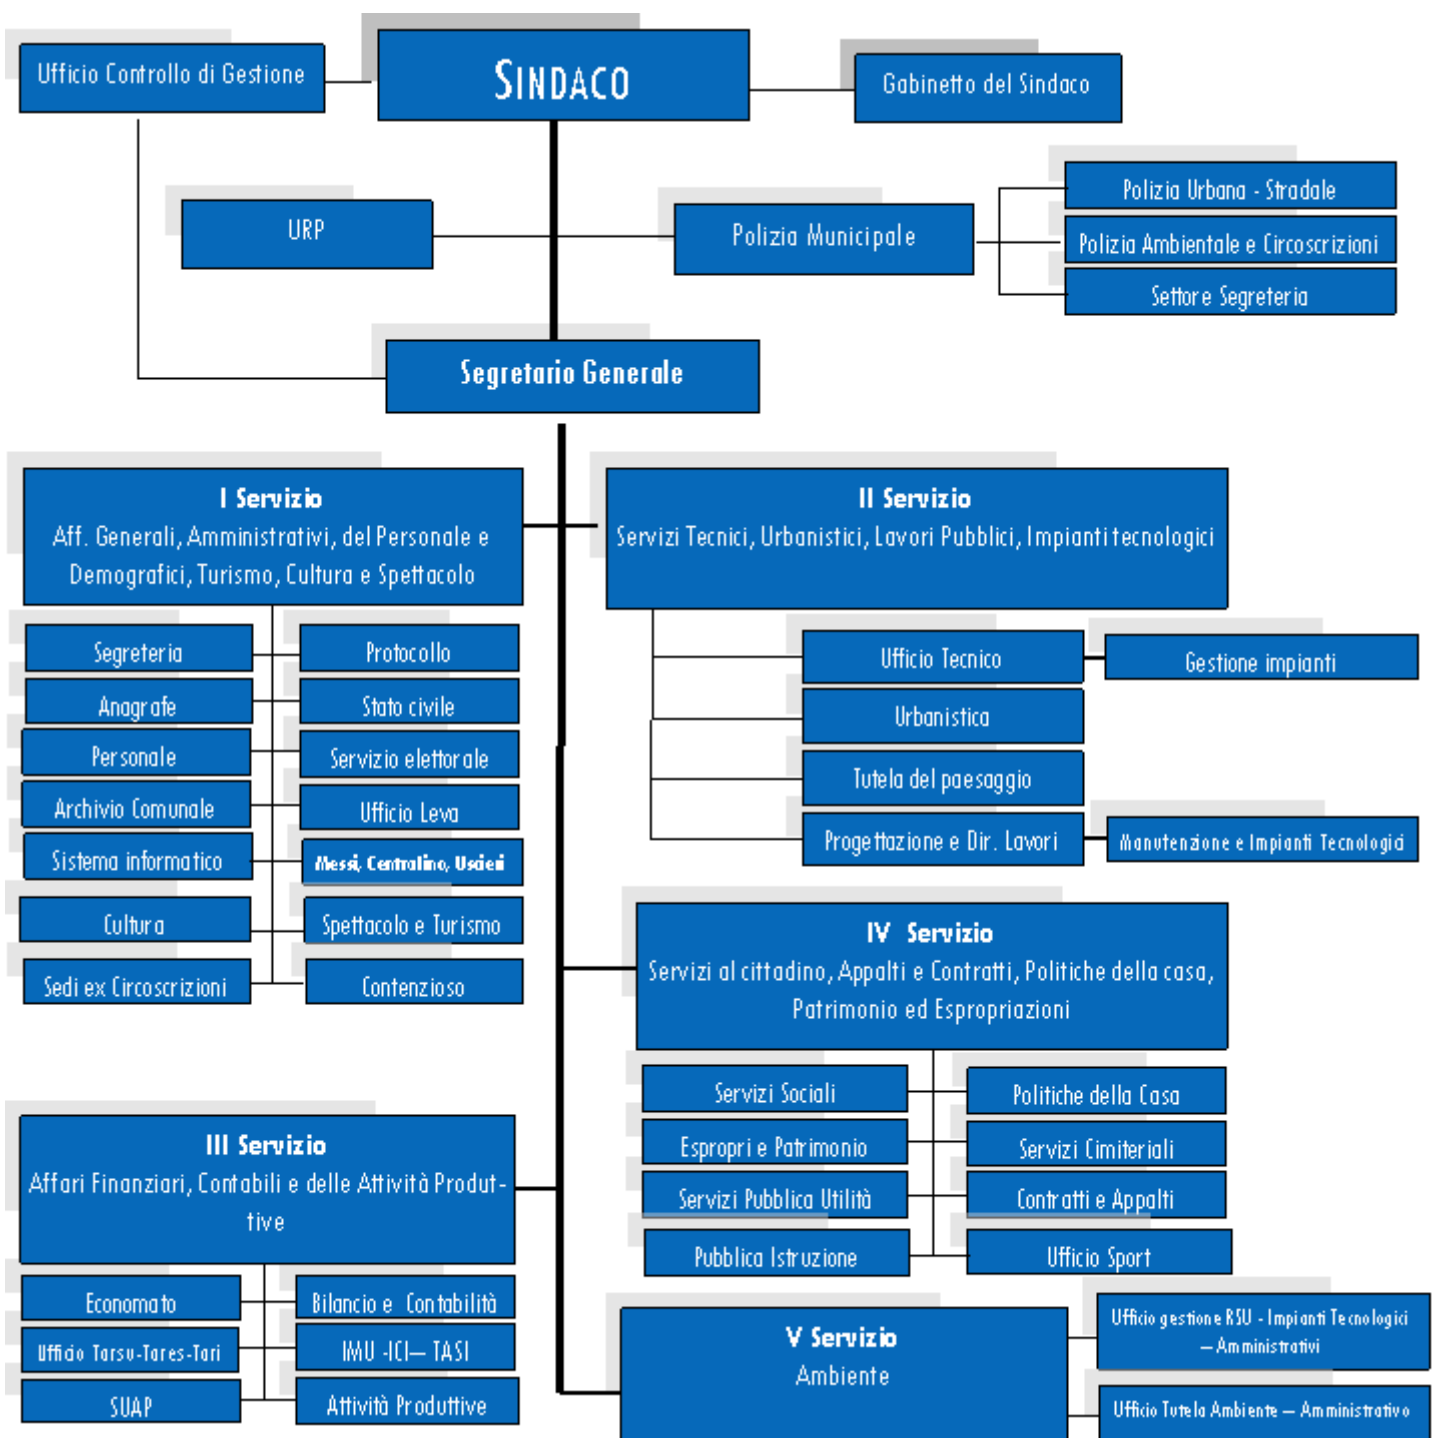 Ufficio Controllo di Gestione
SINDACO
Gabinetto del Sindaco
URP
Polizia Municipale
Polizia Urbana - Stradale
Polizia Ambientale e Circoscrizioni
Settore Segreteria
Segretario Generale
I Servizio
Aff. Generali, Amministrativi, del Personale e
Demografici, Turismo, Cultura e Spettacolo
Segreteria
Protocollo
Anagrafe
Stato civile
Personale
Servizio elettorale
Archivio Comunale
Ufficio Leva
Sistema informatico
Messi, Centralino, Uscieri
Cultura
Spettacolo e Turismo
Sedi ex Circoscrizioni
Contenzioso
II Servizio
Servizi Tecnici, Urbanistici, Lavori Pubblici, Impianti tecnologici
Ufficio Tecnico
Gestione impianti
Urbanistica
Tutela del paesaggio
Progettazione e Dir. Lavori
Manutenzione e Impianti Tecnologici
III Servizio
Affari Finanziari, Contabili e delle Attività Produt-
tive
Economato
Bilancio e Contabilità
Ufficio Tarsu-Tares-Tari
IMU -ICI— TASI
SUAP
Attività Produttive
IV Servizio
Servizi al cittadino, Appalti e Contratti, Politiche della casa,
Patrimonio ed Espropriazioni
Servizi Sociali
Politiche della Casa
Espropri e Patrimonio
Servizi Cimiteriali
Servizi Pubblica Utilità
Contratti e Appalti
Pubblica Istruzione
Ufficio Sport
V Servizio
Ambiente
Ufficio gestione RSU - Impianti Tecnologici
— Amministrativi
Ufficio Tutela Ambiente — Amministrativo